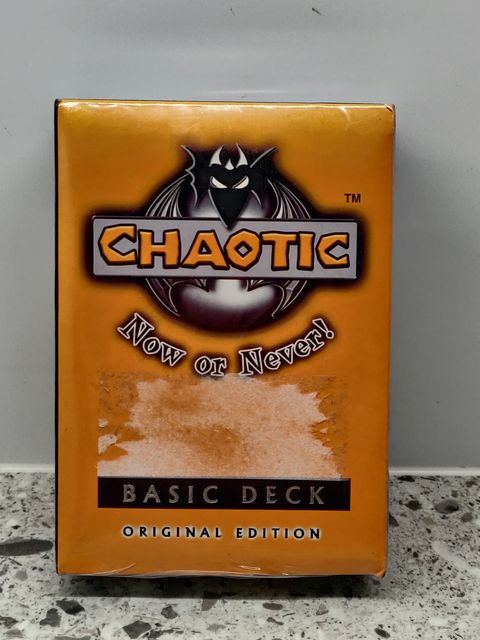 TM
CHAOTIC
Now or Never!
BASIC DECK
ORIGINAL EDITION